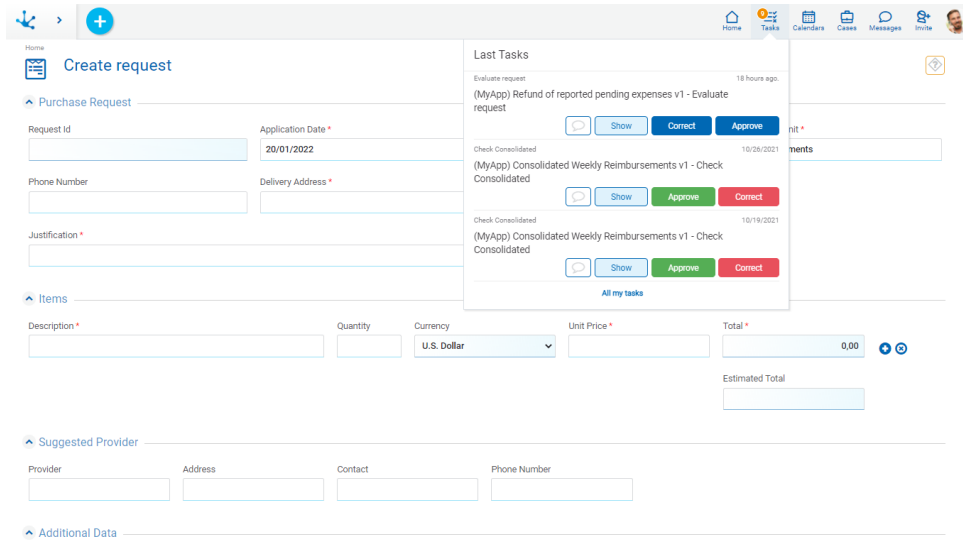 9
Home
Tasks
Calendars
Cases
Messages
Invite
Home
Create request
Last Tasks
Evaluate request
18 hours ago.
(MyApp) Refund of reported pending expenses v1 - Evaluate
request
Show
Correct
Approve
Check Consolidated
10/26/2021
(MyApp) Consolidated Weekly Reimbursements v1 - Check
Consolidated
Show
Approve
Correct
Check Consolidated
10/19/2021
(MyApp) Consolidated Weekly Reimbursements v1 - Check
Consolidated
Show
Approve
Correct
All my tasks
Purchase Request
Request Id
Application Date *
20/01/2022
Phone Number
Delivery Address *
Justification *
Items
Description *
Quantity
Currency
Unit Price *
Total *
U.S. Dollar
0,00
Estimated Total
Suggested Provider
Provider
Address
Contact
Phone Number
Additional Data